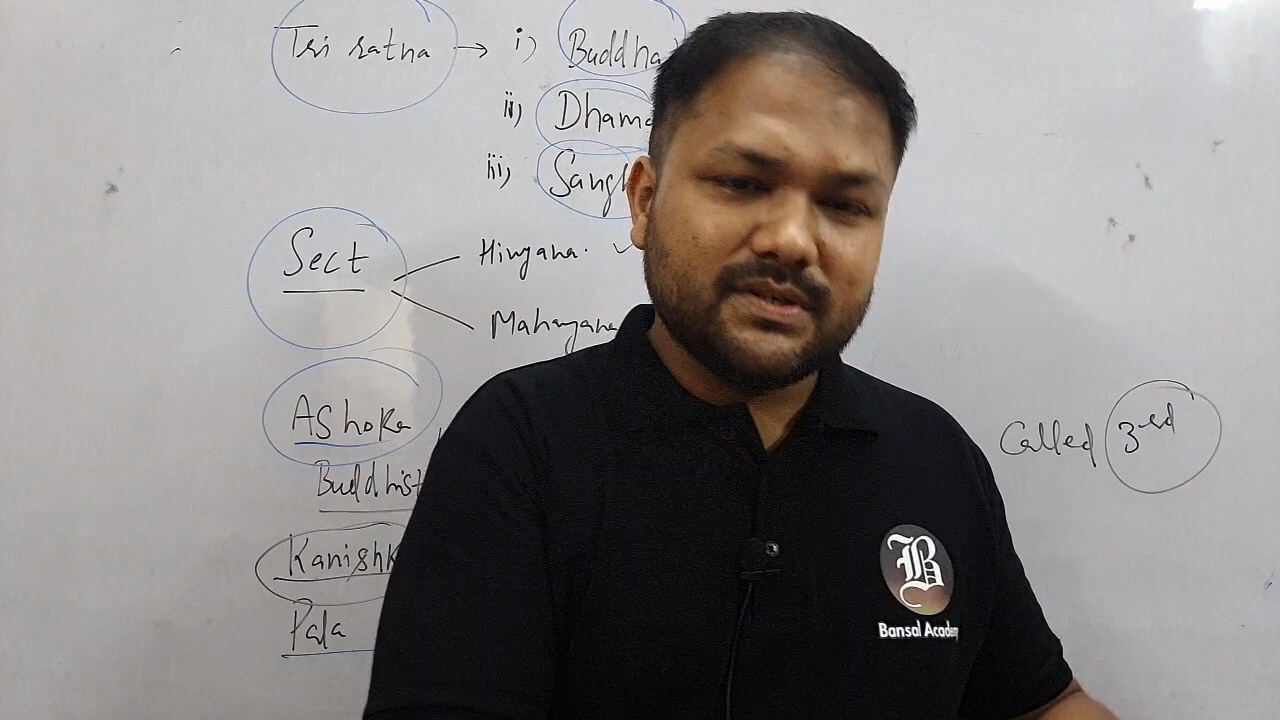 Tri ratna → i) Buddha
ii) Dhama
iii) Sangh
Sect
Hinyana.
Mahayana
Ashoka
Called 3rd
Buddhist
Kanishk
Pala
B
Bansal Academy